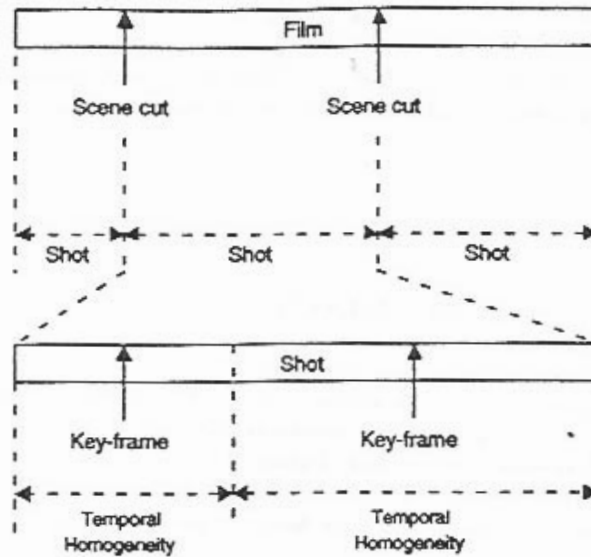 Film
Scene cut Scene cut
Shot Shot Shot
Shot
Key-frame Key-frame
Temporal Temporal
Homogeneity Homogeneity